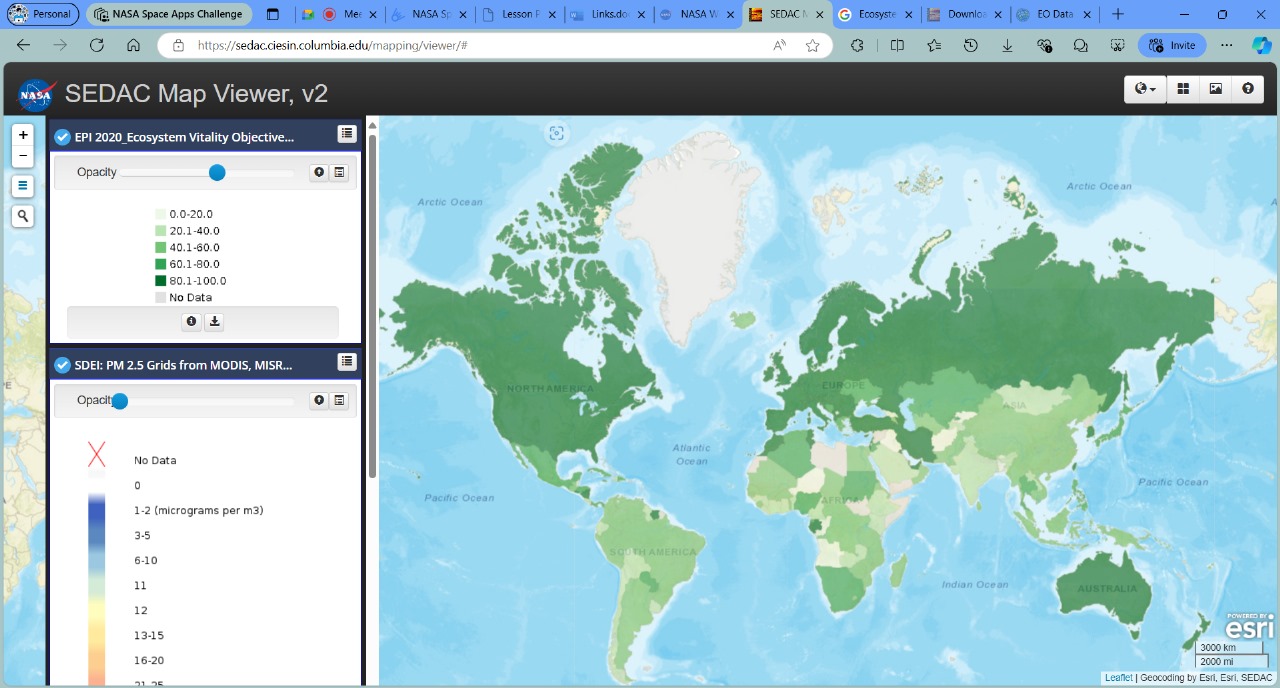 Personal
NASA Space Apps Challenge
Mee
NASA Sp
Lesson P
Links.do
NASA W
SEDAC M
Ecosyste
Downloa
EO Data
https://sedac.ciesin.columbia.edu/mapping/viewer/#
Invite
NASA
SEDAC Map Viewer, v2
+
−
EPI 2020_Ecosystem Vitality Objective...
Opacity
0.0-20.0
20.1-40.0
40.1-60.0
60.1-80.0
80.1-100.0
No Data
SDEI: PM 2.5 Grids from MODIS, MISR...
Opacity
No Data
0
1-2 (micrograms per m3)
3-5
6-10
11
12
13-15
16-20
21-25
Arctic Ocean
Arctic Ocean
NORTH AMERICA
EUROPE
ASIA
Atlantic
Ocean
Pacific Ocean
Pacific Ocean
AFRICA
SOUTH AMERICA
Indian Ocean
AUSTRALIA
POWERED BY
esri
3000 km
2000 mi
Leaflet | Geocoding by Esri, Esri, SEDAC